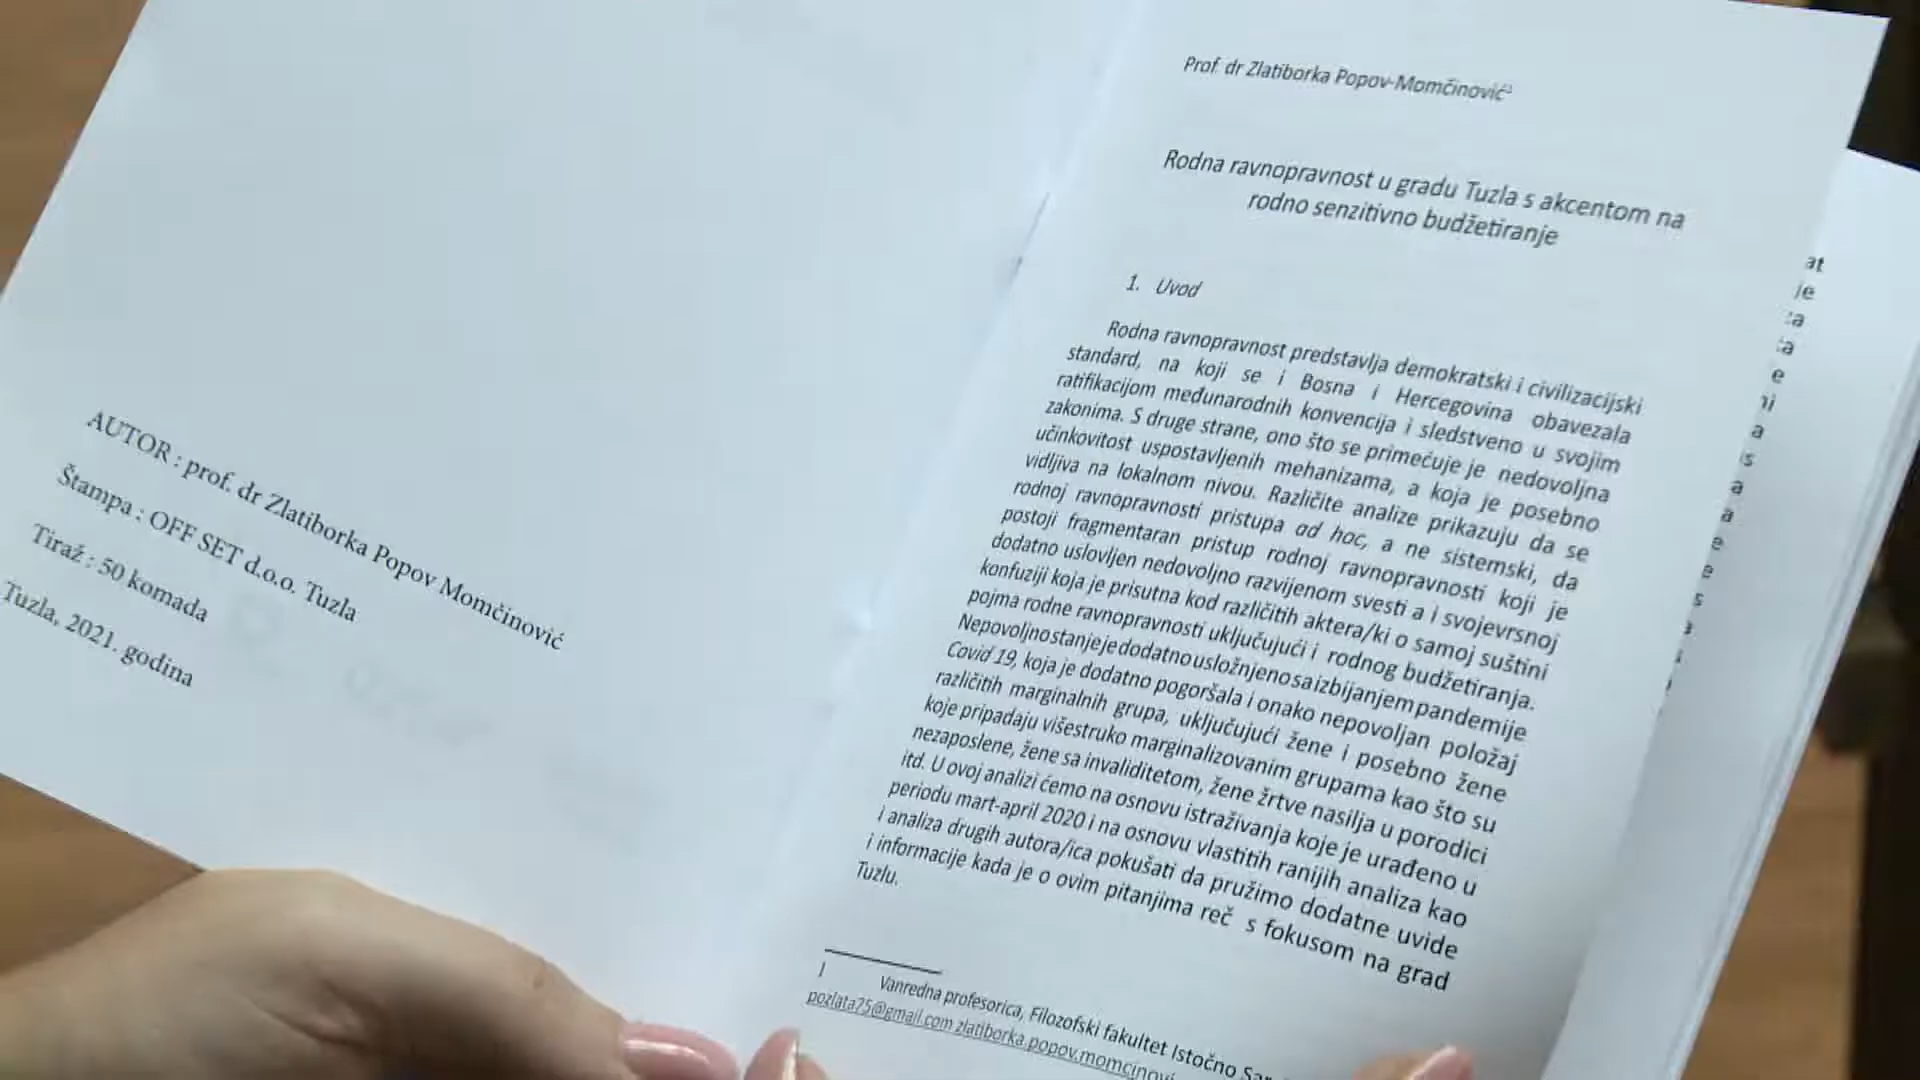 AUTOR : prof. dr Zlatiborka Popov Momčinović
Štampa : OFF SET d.o.o. Tuzla
Tiraž : 50 komada
Tuzla, 2021. godina
Prof. dr Zlatiborka Popov-Momčinović¹
Rodna ravnopravnost u gradu Tuzla s akcentom na
rodno senzitivno budžetiranje
1. Uvod
Rodna ravnopravnost predstavlja demokratski i civilizacijski
standard, na koji se i Bosna i Hercegovina obavezala
ratifikacijom međunarodnih konvencija i sledstveno u svojim
zakonima. S druge strane, ono što se primećuje je nedovoljna
učinkovitost uspostavljenih mehanizama, a koja je posebno
vidljiva na lokalnom nivou. Različite analize prikazuju da se
rodnoj ravnopravnosti pristupa ad hoc, a ne sistemski, da
postoji fragmentaran pristup rodnoj ravnopravnosti koji je
dodatno uslovljen nedovoljno razvijenom svesti a i svojevrsnoj
konfuziji koja je prisutna kod različitih aktera/ki o samoj suštini
pojma rodne ravnopravnosti uključujući i rodnog budžetiranja.
Nepovoljno stanje je dodatno usložnjeno sa izbijanjem pandemije
Covid 19, koja je dodatno pogoršala i onako nepovoljan položaj
različitih marginalnih grupa, uključujući žene i posebno žene
koje pripadaju višestruko marginalizovanim grupama kao što su
nezaposlene, žene sa invaliditetom, žene žrtve nasilja u porodici
itd. U ovoj analizi ćemo na osnovu istraživanja koje je urađeno u
periodu mart-april 2020 i na osnovu vlastitih ranijih analiza kao
i analiza drugih autora/ica pokušati da pružimo dodatne uvide
i informacije kada je o ovim pitanjima reč s fokusom na grad
Tuzlu.
1 Vanredna profesorica, Filozofski fakultet Istočno
pozlata75@gmail.com zlatiborka.popov.momcinovi